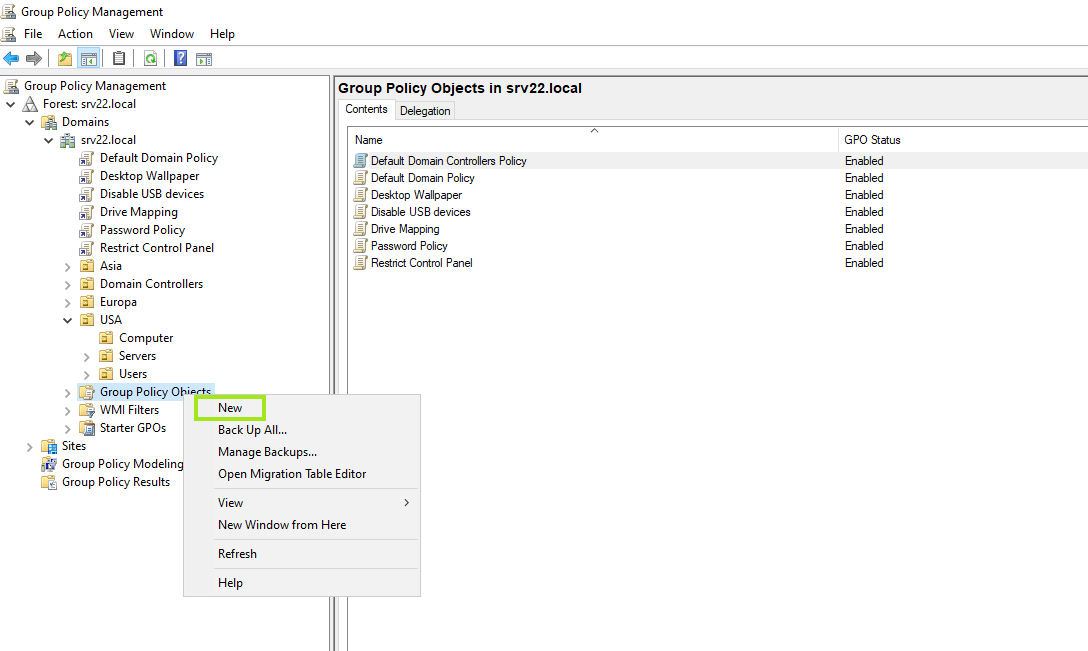 Group Policy Management
File Action View Window Help
Group Policy Management
Forest: srv22.local
Domains
srv22.local
Default Domain Policy
Desktop Wallpaper
Disable USB devices
Drive Mapping
Password Policy
Restrict Control Panel
Asia
Domain Controllers
Europa
USA
Computer
Servers
Users
Group Policy Objects
WMI Filters
Starter GPOs
Sites
Group Policy Modeling
Group Policy Results
New
Back Up All...
Manage Backups...
Open Migration Table Editor
View
New Window from Here
Refresh
Help
Group Policy Objects in srv22.local
Contents Delegation
Name GPO Status
Default Domain Controllers Policy Enabled
Default Domain Policy Enabled
Desktop Wallpaper Enabled
Disable USB devices Enabled
Drive Mapping Enabled
Password Policy Enabled
Restrict Control Panel Enabled